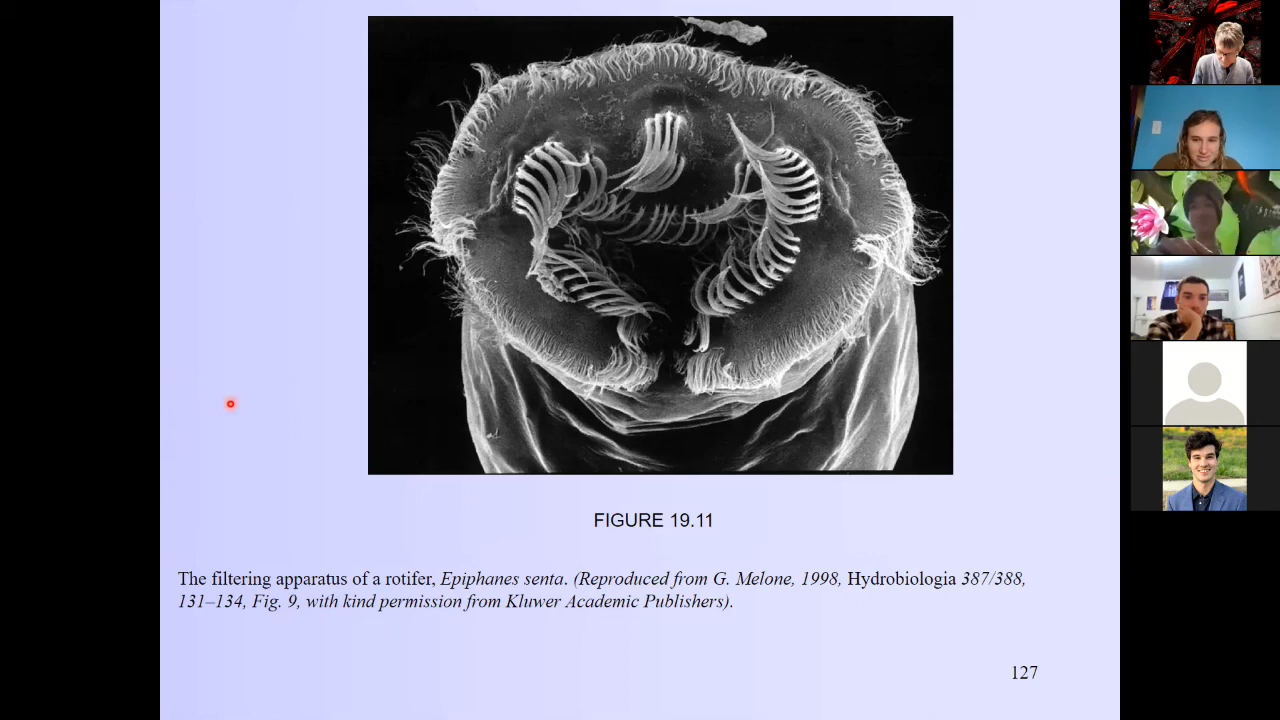 FIGURE 19.11
The filtering apparatus of a rotifer, Epiphanes senta. (Reproduced from G. Melone, 1998, Hydrobiologia 387/388,
131–134, Fig. 9, with kind permission from Kluwer Academic Publishers).
127